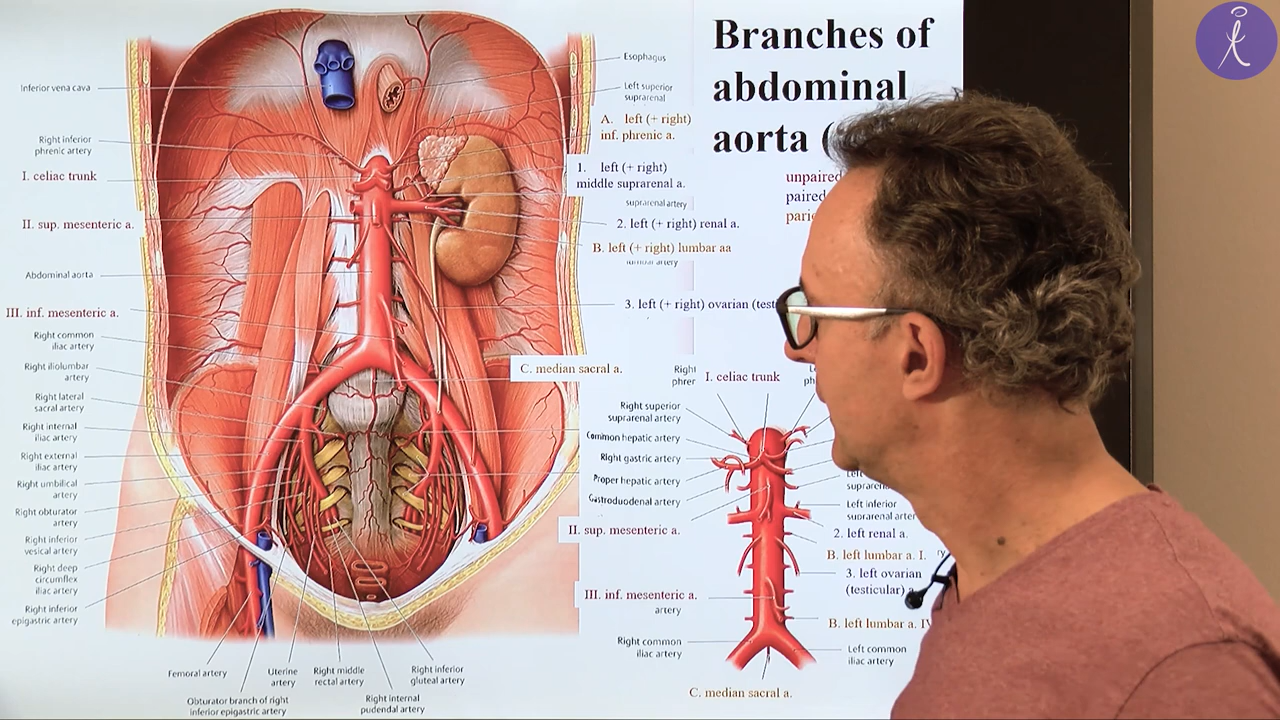 Branches of
abdominal
aorta (
unpaired
paired
Inferior vena cava
Right inferior
phrenic artery
I. celiac trunk
II. sup. mesenteric a.
Abdominal aorta
III. inf. mesenteric a.
Right common
iliac artery
Right iliolumbar
artery
Right lateral
sacral artery
Right internal
iliac artery
Right external
iliac artery
Right umbilical
artery
Right obturator
artery
Right inferior
vesical artery
Right deep
circumflex
iliac artery
Right inferior
epigastric artery
Femoral artery
Obturator branch of right
inferior epigastric artery
Uterine
artery
Right middle
rectal artery
Right internal
pudendal artery
Right inferior
gluteal artery
Esophagus
Left superior
suprarenal
A. left (+ right)
inf. phrenic a.
1. left (+ right)
middle suprarenal a.
suprarenal artery
2. left (+ right) renal a.
B. left (+ right) lumbar aa
lumbar artery
3. left (+ right) ovarian (test
C. median sacral a.
Right
phrer
I. celiac trunk
Right superior
suprarenal artery
Common hepatic artery
Right gastric artery
Proper hepatic artery
Gastroduodenal artery
II. sup. mesenteric a.
III. inf. mesenteric a.
artery
Right common
iliac artery
C. median sacral a.
ph
Left
suprarena
Left inferior
suprarenal arter
2. left renal a.
B. left lumbar a. I.
ry
3. left ovarian
(testicular) a
B. left lumbar a. IV
Left common
iliac artery